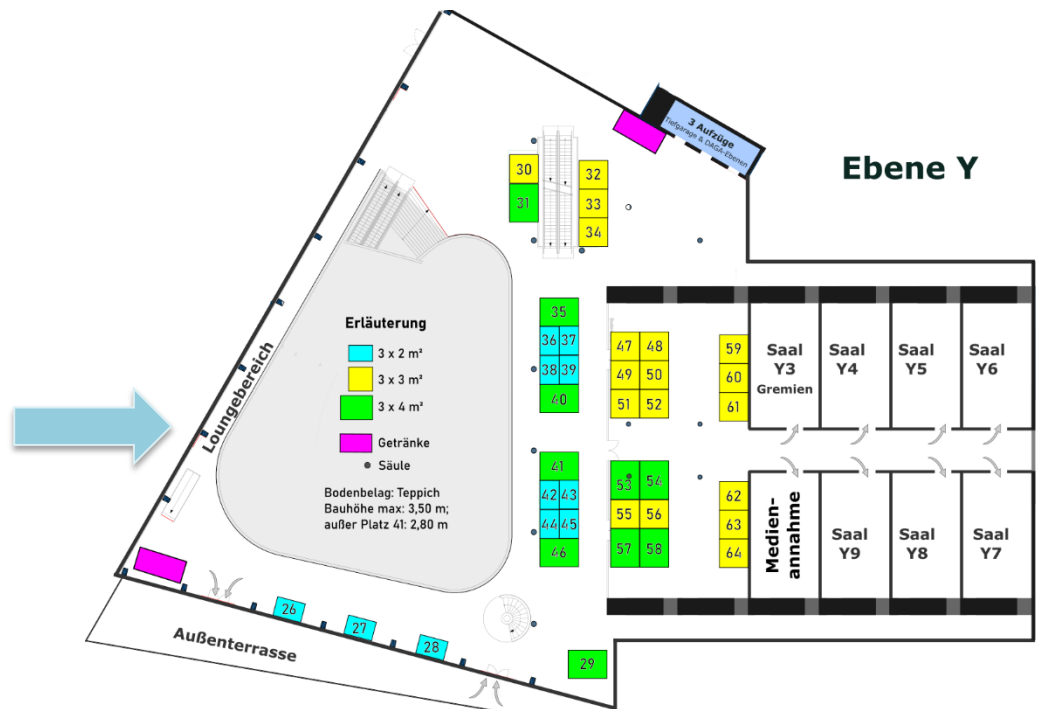 3 Aufzüge
Tiefgarage & DAGA-Ebenen
Ebene Y
30
31
32
33
34
Loungebereich
Erläuterung
3 x 2 m²
3 x 3 m²
3 x 4 m²
Getränke
Säule
Bodenbelag: Teppich
Bauhöhe max: 3,50 m;
außer Platz 41: 2,80 m
35
36 37
38 39
40
41
42 43
44 45
46
47 48
49 50
51 52
53 54
55 56
57 58
59
60
61
62
63
64
Saal
Y3
Gremien
Saal
Y4
Saal
Y5
Saal
Y6
Medien-
annahme
Saal
Y9
Saal
Y8
Saal
Y7
26
27
28
29
Außenterrasse